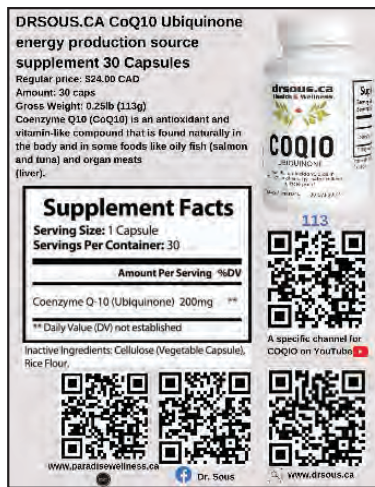 DRSOUS.CA CoQ10 Ubiquinone
energy production source
supplement 30 Capsules
Regular price: $24.00 CAD
Amount: 30 caps
Gross Weight: 0.25lb (113g)
Coenzyme Q10 (CoQ10) is an antioxidant and
vitamin-like compound that is found naturally in
the body and in some foods like oily fish (salmon
and tuna) and organ meats
(liver).
drsous.ca
Health & Wellness
COQIO
UBIQUINONE
113
Supplement Facts
Serving Size: 1 Capsule
Servings Per Container: 30
Amount Per Serving %DV
Coenzyme Q-10 (Ubiquinone) 200mg **
** Daily Value (DV) not established
Inactive Ingredients: Cellulose (Vegetable Capsule),
Rice Flour.
A specific channel for
COQIO on YouTube
www.paradisewellness.ca
Dr. Sous
www.drsous.ca